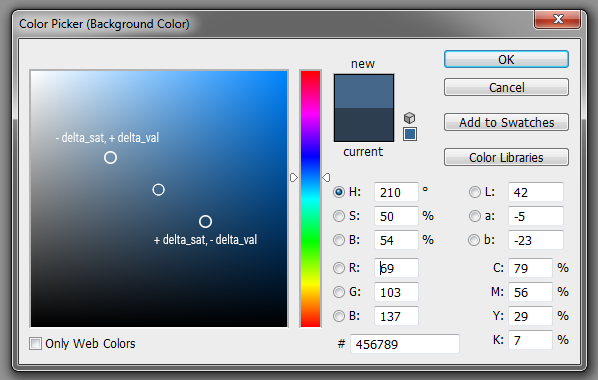 Color Picker (Background Color)
new
current
- delta_sat, + delta_val
+ delta_sat, - delta_val
OK
Cancel
Add to Swatches
Color Libraries
H: 210 ° L: 42
S: 50 % a: -5
B: 54 % b: -23
R: 69 C: 79 %
G: 103 M: 56 %
B: 137 Y: 29 %
# 456789 K: 7 %
Only Web Colors